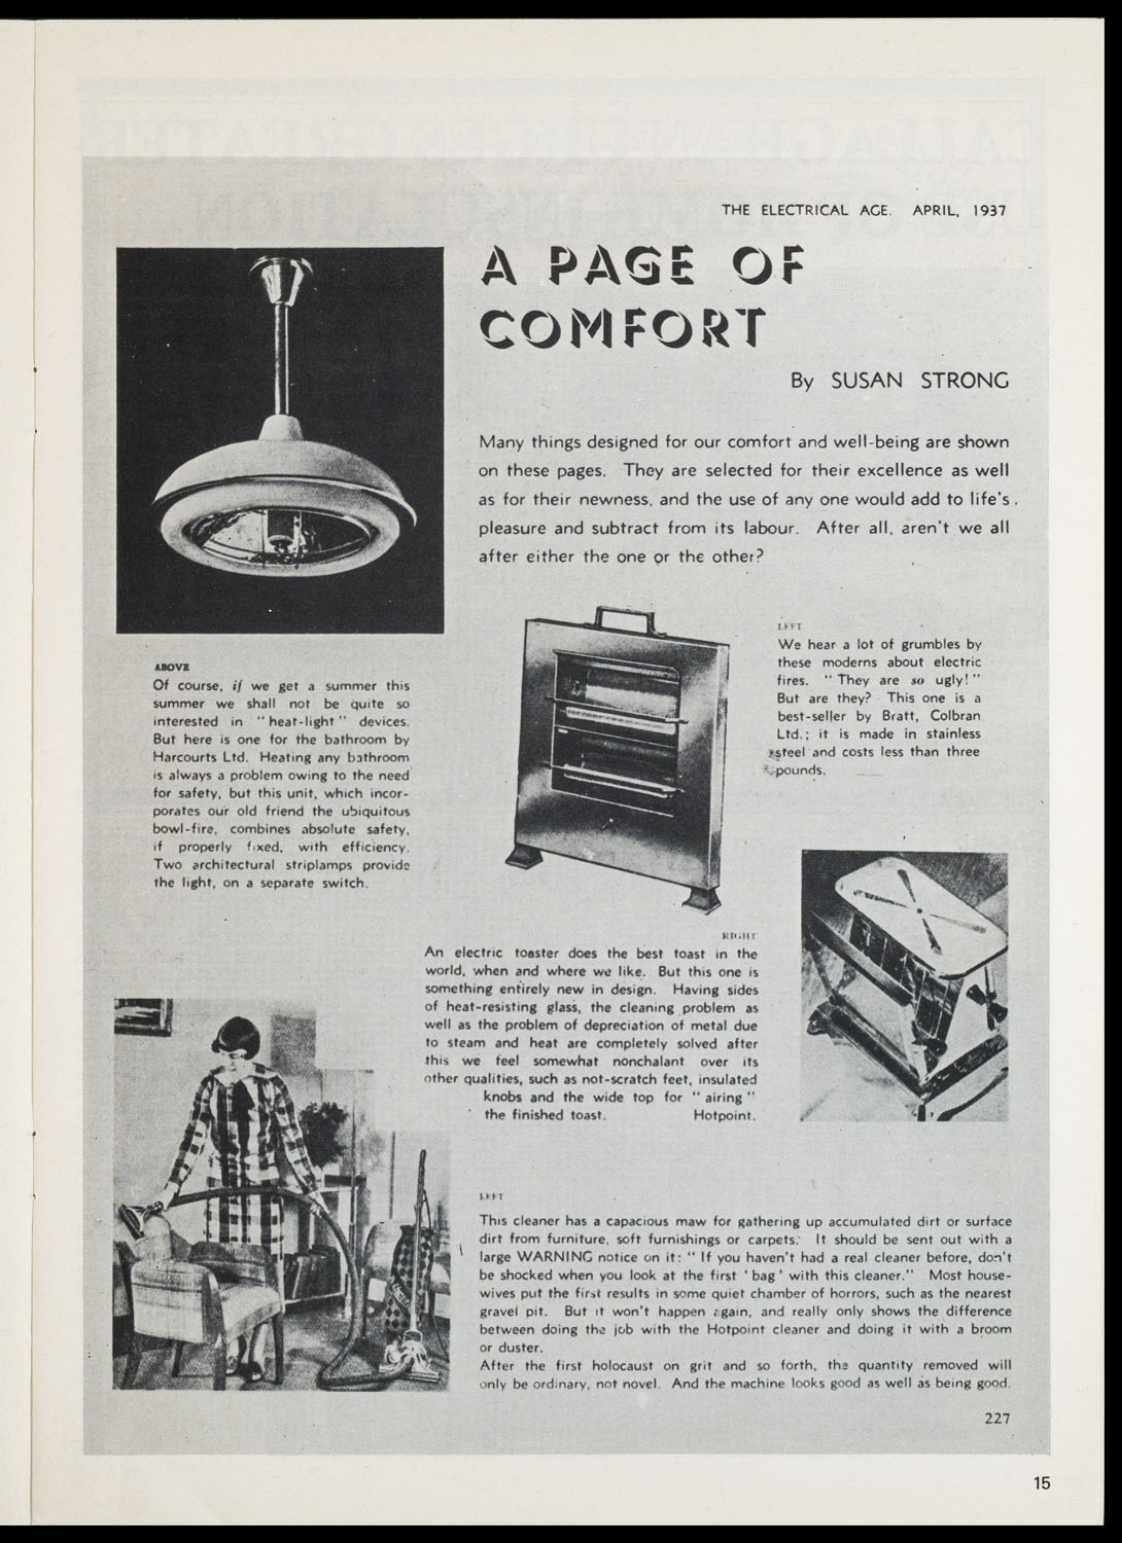 THE ELECTRICAL AGE. APRIL, 1937
A PAGE OF
COMFORT
By SUSAN STRONG
Many things designed for our comfort and well-being are shown
on these pages. They are selected for their excellence as well
as for their newness, and the use of any one would add to life's
pleasure and subtract from its labour. After all, aren't we all
after either the one or the other?
ABOVE
Of course, if we get a summer this
summer we shall not be quite so
interested in "heat-light" devices.
But here is one for the bathroom by
Harcourts Ltd. Heating any bathroom
is always a problem owing to the need
for safety, but this unit, which incor-
porates our old friend the ubiquitous
bowl-fire, combines absolute safety,
if properly fixed, with efficiency.
Two architectural striplamps provide
the light, on a separate switch.
LEFT
We hear a lot of grumbles by
these moderns about electric
fires. "They are so ugly!"
But are they? This one is a
best-seller by Bratt, Colbran
Ltd.; it is made in stainless
steel and costs less than three
pounds.
RIGHT
An electric toaster does the best toast in the
world, when and where we like. But this one is
something entirely new in design. Having sides
of heat-resisting glass, the cleaning problem as
well as the problem of depreciation of metal due
to steam and heat are completely solved after
this we feel somewhat nonchalant over its
other qualities, such as not-scratch feet, insulated
knobs and the wide top for "airing"
the finished toast. Hotpoint.
LEFT
This cleaner has a capacious maw for gathering up accumulated dirt or surface
dirt from furniture, soft furnishings or carpets. It should be sent out with a
large WARNING notice on it: "If you haven't had a real cleaner before, don't
be shocked when you look at the first 'bag' with this cleaner." Most house-
wives put the first results in some quiet chamber of horrors, such as the nearest
gravel pit. But it won't happen again, and really only shows the difference
between doing the job with the Hotpoint cleaner and doing it with a broom
or duster.
After the first holocaust on grit and so forth, the quantity removed will
only be ordinary, not novel. And the machine looks good as well as being good.
227
15